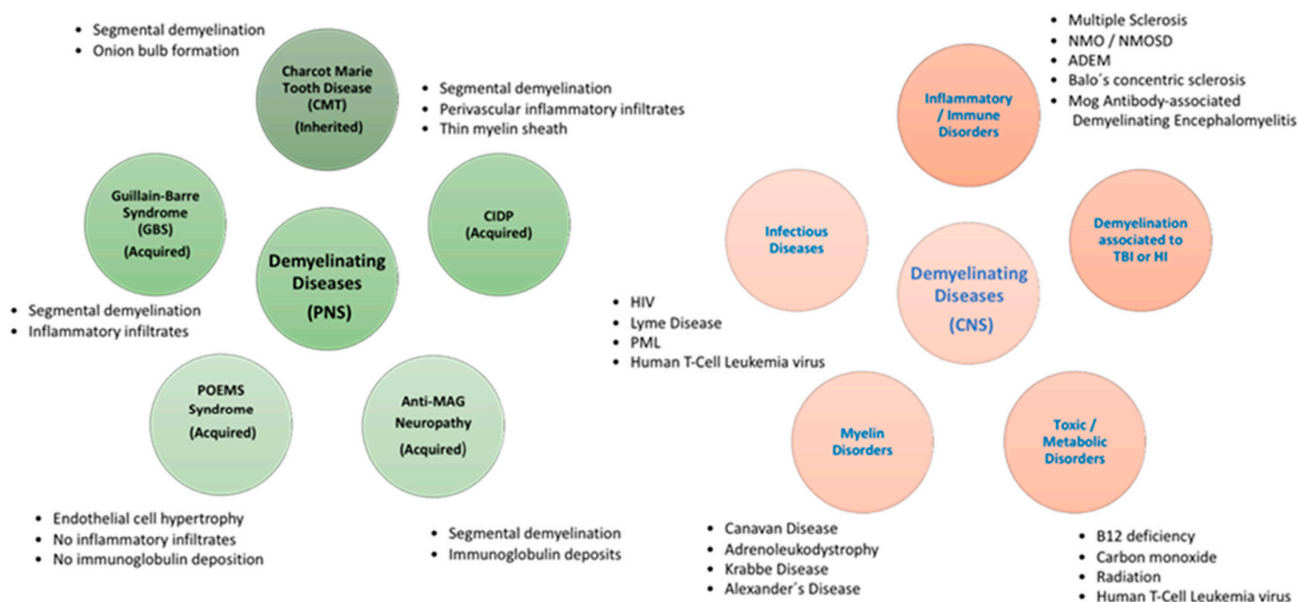 • Segmental demyelination
• Onion bulb formation
Charcot Marie
Tooth Disease
(CMT)
(Inherited)
• Segmental demyelination
• Perivascular inflammatory infiltrates
• Thin myelin sheath
Guillain-Barre
Syndrome
(GBS)
(Acquired)
CIDP
(Acquired)
Demyelinating
Diseases
(PNS)
• Segmental demyelination
• Inflammatory infiltrates
POEMS
Syndrome
(Acquired)
Anti-MAG
Neuropathy
(Acquired)
• Endothelial cell hypertrophy
• No inflammatory infiltrates
• No immunoglobulin deposition
• Segmental demyelination
• Immunoglobulin deposits
• Multiple Sclerosis
• NMO / NMOSD
• ADEM
• Balo´s concentric sclerosis
• Mog Antibody-associated
Demyelinating Encephalomyelitis
Inflammatory
/ Immune
Disorders
Infectious
Diseases
Demyelination
associated to
TBI or HI
Demyelinating
Diseases
(CNS)
• HIV
• Lyme Disease
• PML
• Human T-Cell Leukemia virus
Myelin
Disorders
Toxic /
Metabolic
Disorders
• Canavan Disease
• Adrenoleukodystrophy
• Krabbe Disease
• Alexander´s Disease
• B12 deficiency
• Carbon monoxide
• Radiation
• Human T-Cell Leukemia virus